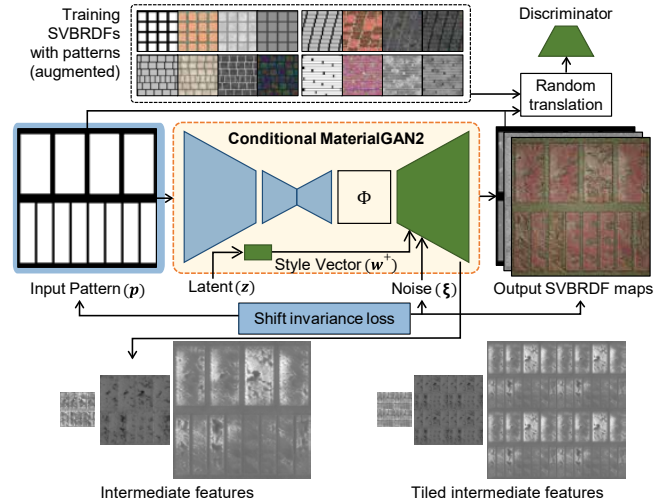 Training
SVBRDFs
with patterns
(augmented)
Discriminator
Random
translation
Conditional MaterialGAN2
Φ
Style Vector (w⁺)
Input Pattern (p)
Latent (z)
Noise (ξ)
Output SVBRDF maps
Shift invariance loss
Intermediate features
Tiled intermediate features